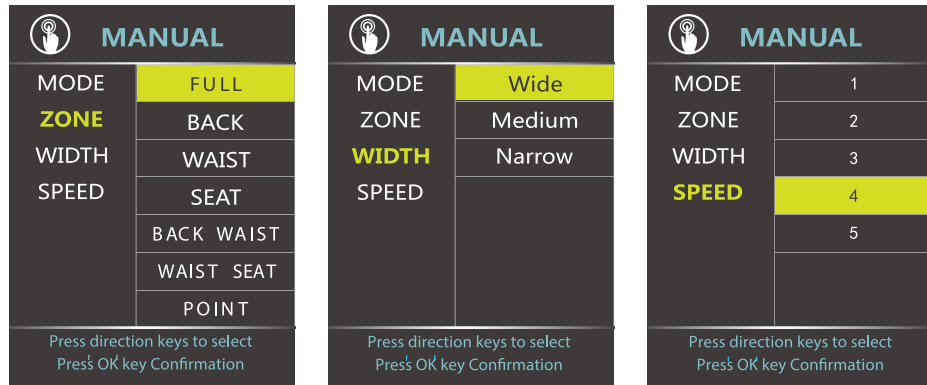 MANUAL
MODE
ZONE
WIDTH
SPEED
FULL
BACK
WAIST
SEAT
BACK WAIST
WAIST SEAT
POINT
Press direction keys to select
Press'OK'key Confirmation
MANUAL
MODE
ZONE
WIDTH
SPEED
Wide
Medium
Narrow
Press direction keys to select
Press'OK'key Confirmation
MANUAL
MODE
ZONE
WIDTH
SPEED
1
2
3
4
5
Press direction keys to select
Press'OK'key Confirmation